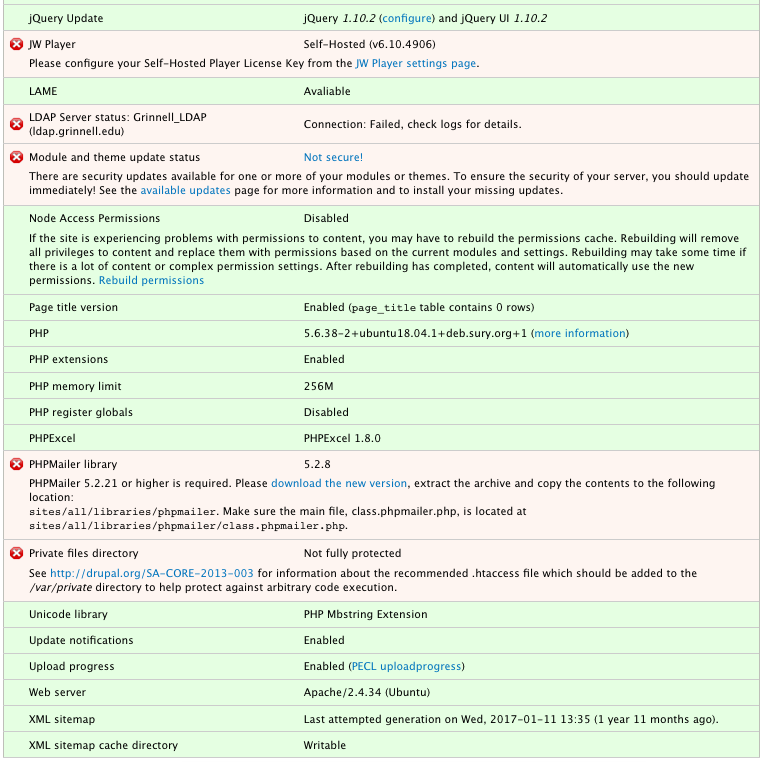 jQuery Update jQuery 1.10.2 (configure) and jQuery UI 1.10.2
JW Player Self-Hosted (v6.10.4906)
Please configure your Self-Hosted Player License Key from the JW Player settings page.
LAME Avaliable
LDAP Server status: Grinnell_LDAP
(ldap.grinnell.edu) Connection: Failed, check logs for details.
Module and theme update status Not secure!
There are security updates available for one or more of your modules or themes. To ensure the security of your server, you should update
immediately! See the available updates page for more information and to install your missing updates.
Node Access Permissions Disabled
If the site is experiencing problems with permissions to content, you may have to rebuild the permissions cache. Rebuilding will remove
all privileges to content and replace them with permissions based on the current modules and settings. Rebuilding may take some time if
there is a lot of content or complex permission settings. After rebuilding has completed, content will automatically use the new
permissions. Rebuild permissions
Page title version Enabled (page_title table contains 0 rows)
PHP 5.6.38-2+ubuntu18.04.1+deb.sury.org+1 (more information)
PHP extensions Enabled
PHP memory limit 256M
PHP register globals Disabled
PHPExcel PHPExcel 1.8.0
PHPMailer library 5.2.8
PHPMailer 5.2.21 or higher is required. Please download the new version, extract the archive and copy the contents to the following
location:
sites/all/libraries/phpmailer. Make sure the main file, class.phpmailer.php, is located at
sites/all/libraries/phpmailer/class.phpmailer.php.
Private files directory Not fully protected
See http://drupal.org/SA-CORE-2013-003 for information about the recommended .htaccess file which should be added to the
/var/private directory to help protect against arbitrary code execution.
Unicode library PHP Mbstring Extension
Update notifications Enabled
Upload progress Enabled (PECL uploadprogress)
Web server Apache/2.4.34 (Ubuntu)
XML sitemap Last attempted generation on Wed, 2017-01-11 13:35 (1 year 11 months ago).
XML sitemap cache directory Writable